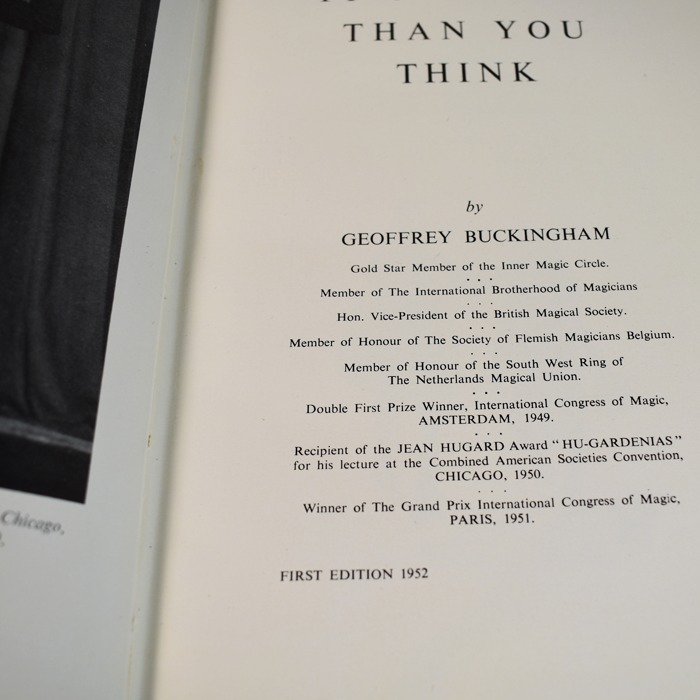 THAN YOU
THINK
by
GEOFFREY BUCKINGHAM
Gold Star Member of the Inner Magic Circle.
Member of The International Brotherhood of Magicians
Hon. Vice-President of the British Magical Society.
Member of Honour of The Society of Flemish Magicians Belgium.
Member of Honour of the South West Ring of
The Netherlands Magical Union.
Double First Prize Winner, International Congress of Magic,
AMSTERDAM, 1949.
Recipient of the JEAN HUGARD Award "HU-GARDENIAS"
for his lecture at the Combined American Societies Convention,
CHICAGO, 1950.
Winner of The Grand Prix International Congress of Magic,
PARIS, 1951.
FIRST EDITION 1952
Chicago,